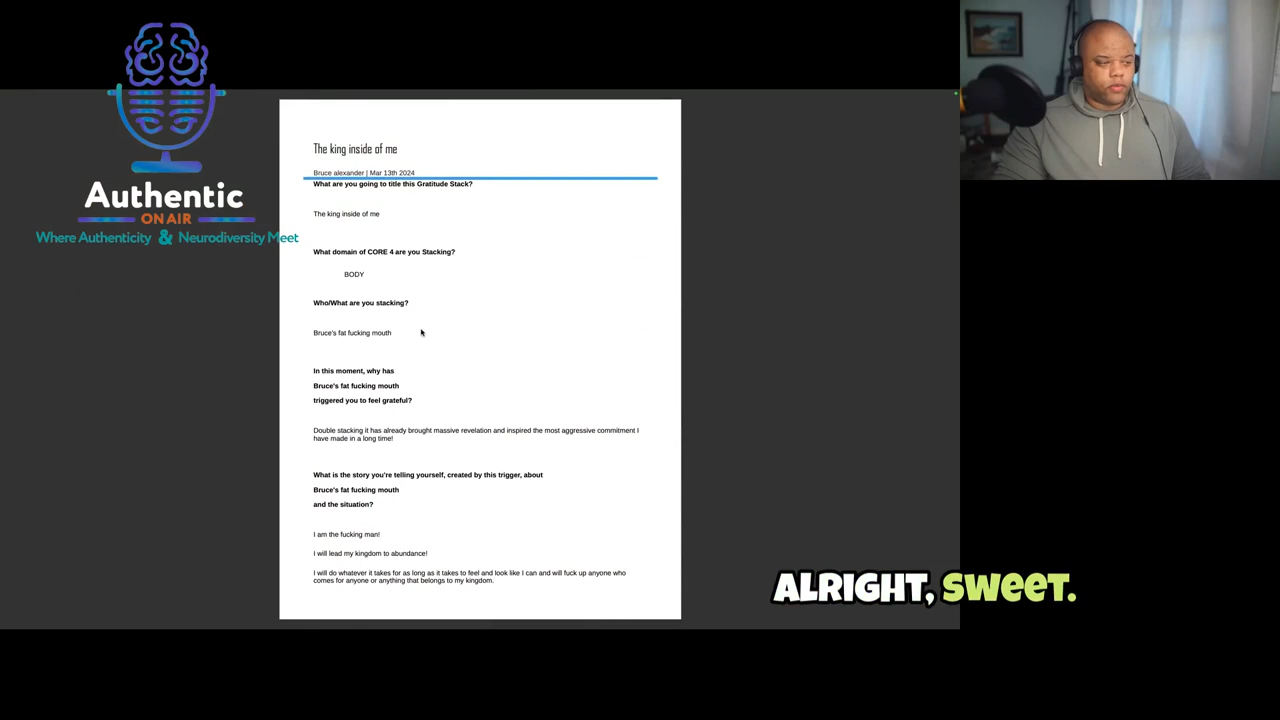 Authentic
ON AIR
Where Authenticity & Neurodiversity Meet
The king inside of me
Bruce alexander | Mar 13th 2024
What are you going to title this Gratitude Stack?
The king inside of me
What domain of CORE 4 are you Stacking?
BODY
Who/What are you stacking?
Bruce's fat fucking mouth
In this moment, why has
Bruce's fat fucking mouth
triggered you to feel grateful?
Double stacking it has already brought massive revelation and inspired the most aggressive commitment I
have made in a long time!
What is the story you're telling yourself, created by this trigger, about
Bruce's fat fucking mouth
and the situation?
I am the fucking man!
I will lead my kingdom to abundance!
I will do whatever it takes for as long as it takes to feel and look like I can and will fuck up anyone who
comes for anyone or anything that belongs to my kingdom.
ALRIGHT, SWEET.